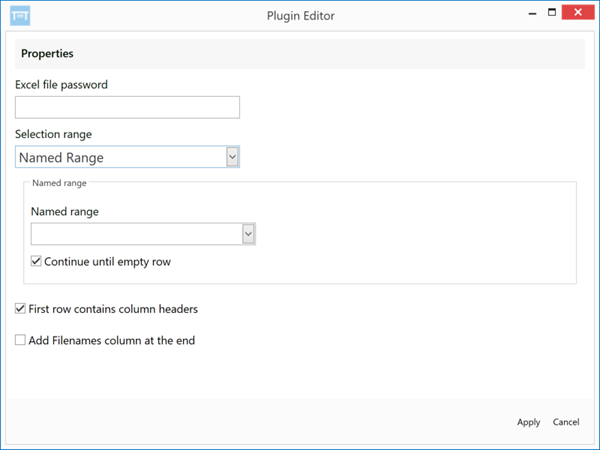 Plugin Editor
Properties
Excel file password
Selection range
Named Range
Named range
Named range
Continue until empty row
First row contains column headers
Add Filenames column at the end
Apply Cancel